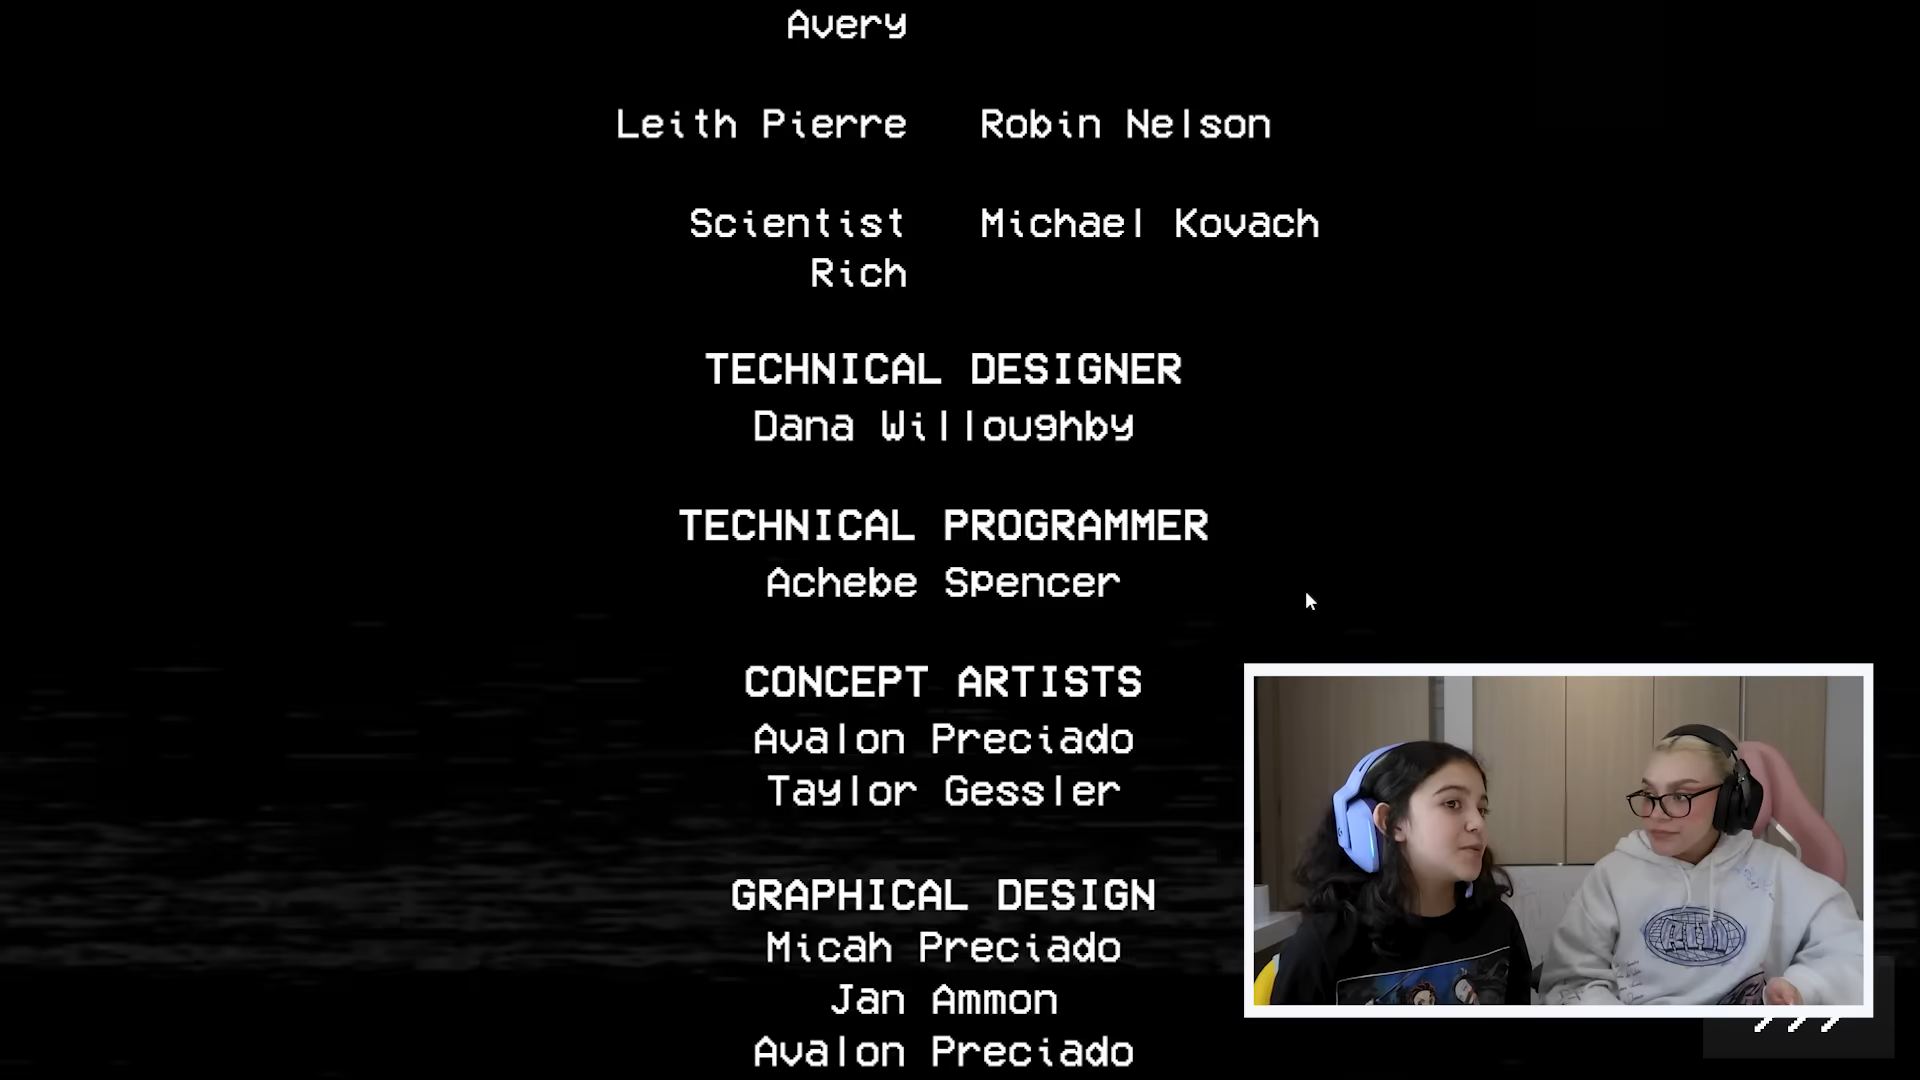 Avery
Leith Pierre Robin Nelson
Scientist Michael Kovach
Rich
TECHNICAL DESIGNER
Dana Willoughby
TECHNICAL PROGRAMMER
Achebe Spencer
CONCEPT ARTISTS
Avalon Preciado
Taylor Gessler
GRAPHICAL DESIGN
Micah Preciado
Jan Ammon
Avalon Preciado